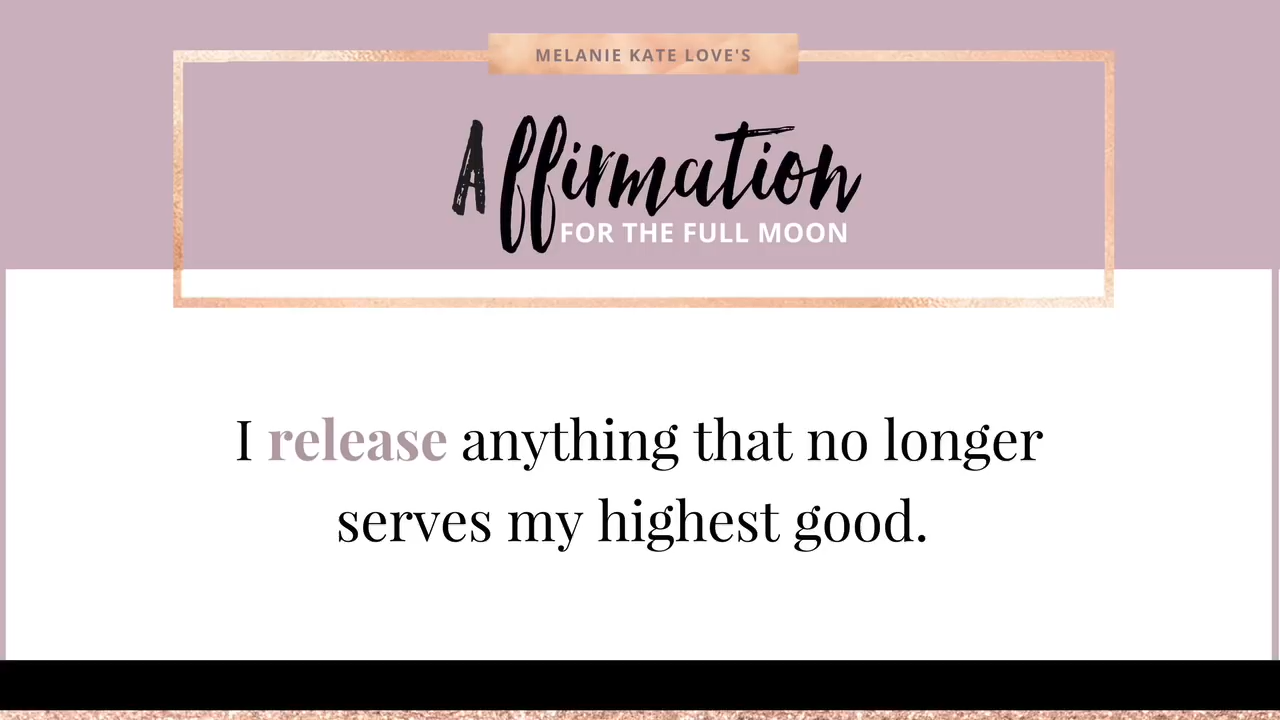 MELANIE KATE LOVE'S
Affirmation
FOR THE FULL MOON
I release anything that no longer
serves my highest good.